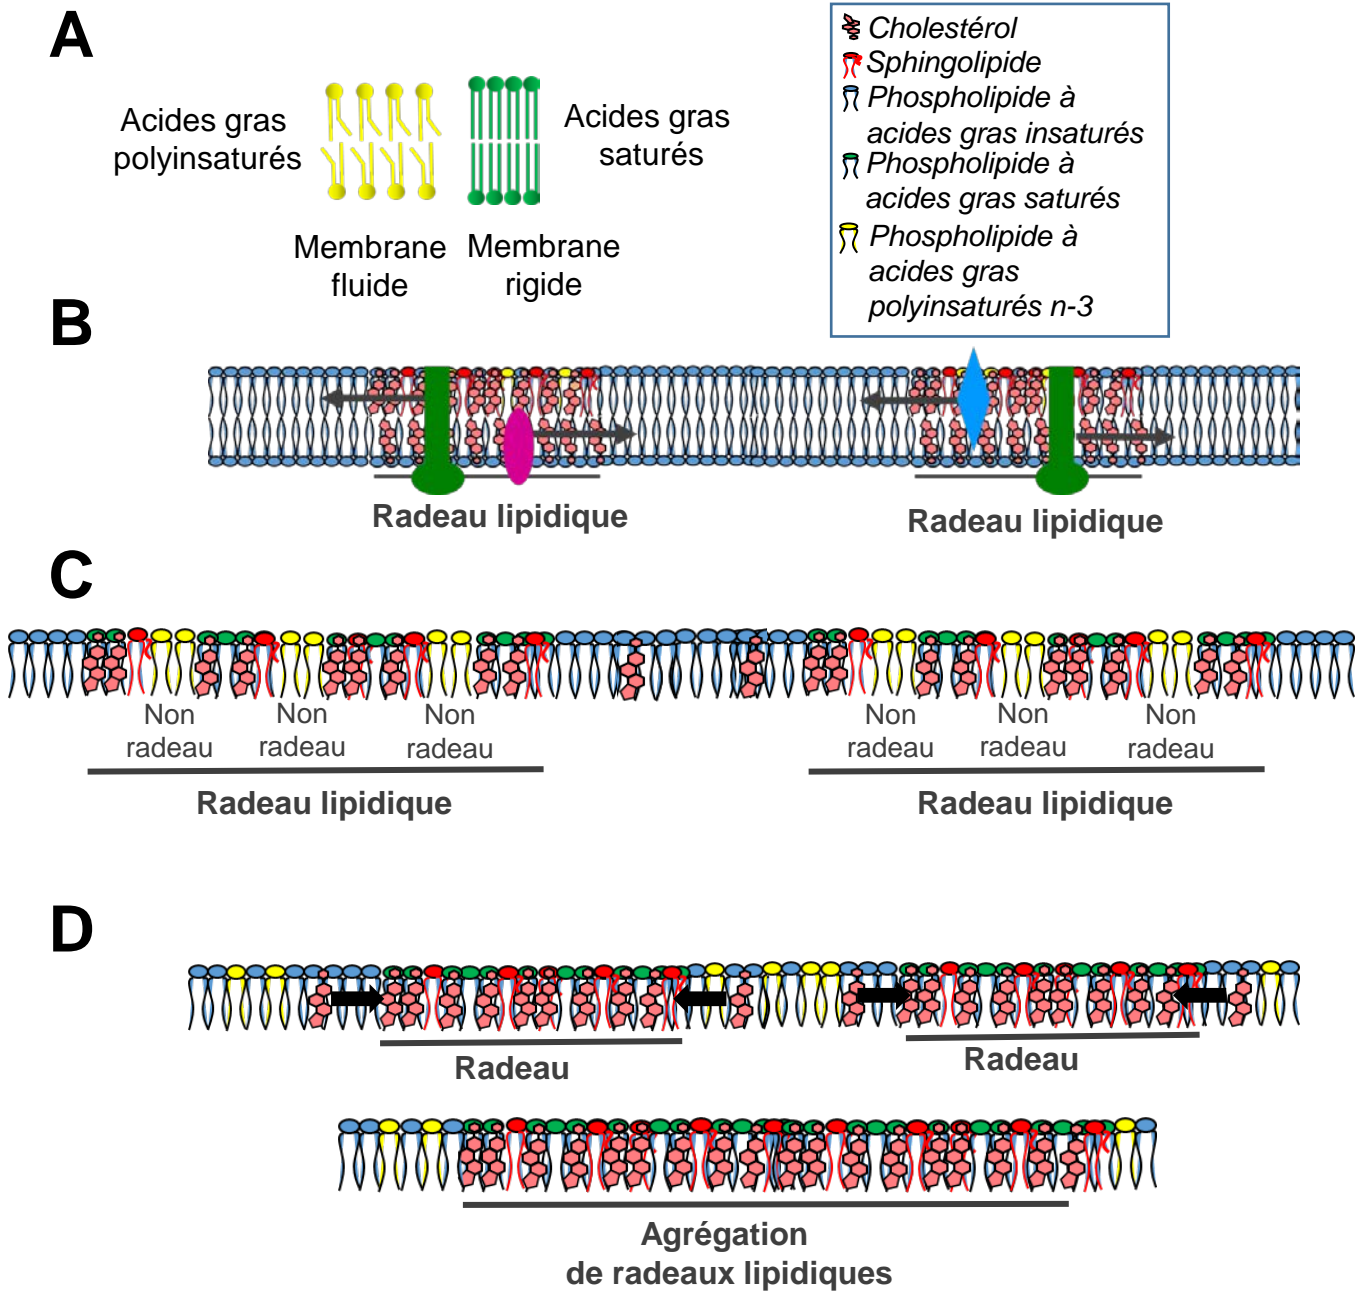 A
Acides gras
polyinsaturés
Acides gras
saturés
Membrane
fluide
Membrane
rigide
Cholestérol
Sphingolipide
Phospholipide à
acides gras insaturés
Phospholipide à
acides gras saturés
Phospholipide à
acides gras
polyinsaturés n-3
B
Radeau lipidique
Radeau lipidique
C
Non
radeau
Non
radeau
Non
radeau
Non
radeau
Non
radeau
Non
radeau
Radeau lipidique
Radeau lipidique
D
Radeau
Radeau
Agrégation
de radeaux lipidiques